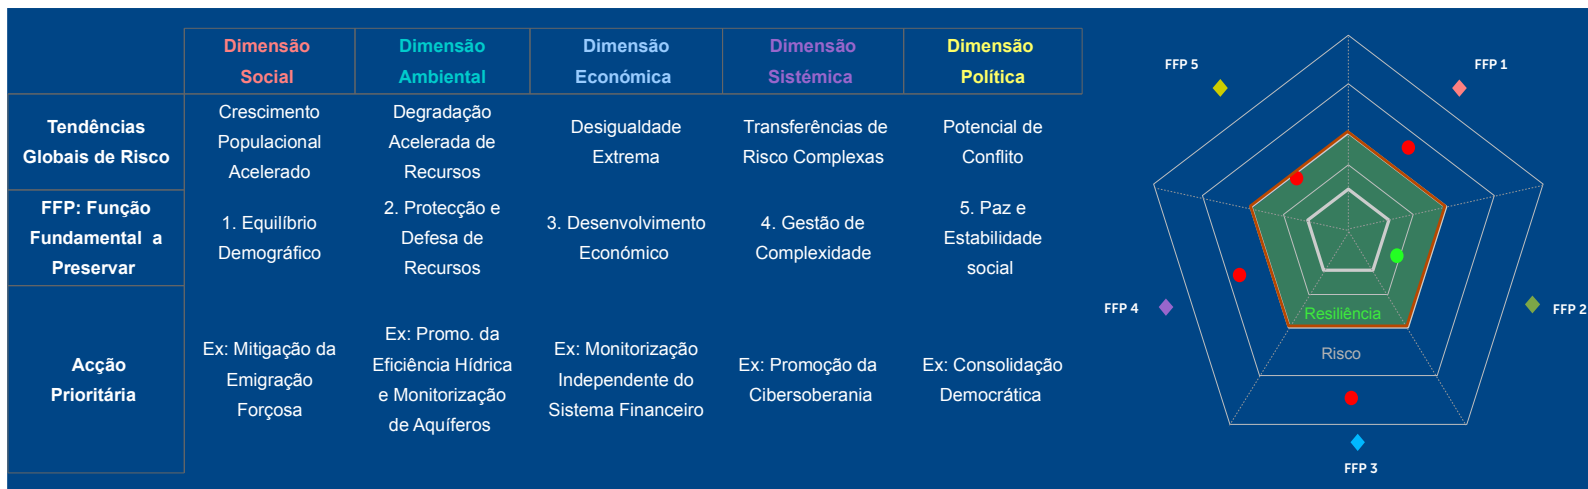 Dimensão
Social
Dimensão
Ambiental
Dimensão
Económica
Dimensão
Sistémica
Dimensão
Política
Tendências
Globais de Risco
Crescimento
Populacional
Acelerado
Degradação
Acelerada de
Recursos
Desigualdade
Extrema
Transferências de
Risco Complexas
Potencial de
Conflito
FFP: Função
Fundamental a
Preservar
1. Equilíbrio
Demográfico
2. Protecção e
Defesa de
Recursos
3. Desenvolvimento
Económico
4. Gestão de
Complexidade
5. Paz e
Estabilidade
social
Acção
Prioritária
Ex: Mitigação da
Emigração
Forçosa
Ex: Promo. da
Eficiência Hídrica
e Monitorização
de Aquíferos
Ex: Monitorização
Independente do
Sistema Financeiro
Ex: Promoção da
Cibersoberania
Ex: Consolidação
Democrática
FFP 5
FFP 1
FFP 4
FFP 2
Resiliência
Risco
FFP 3